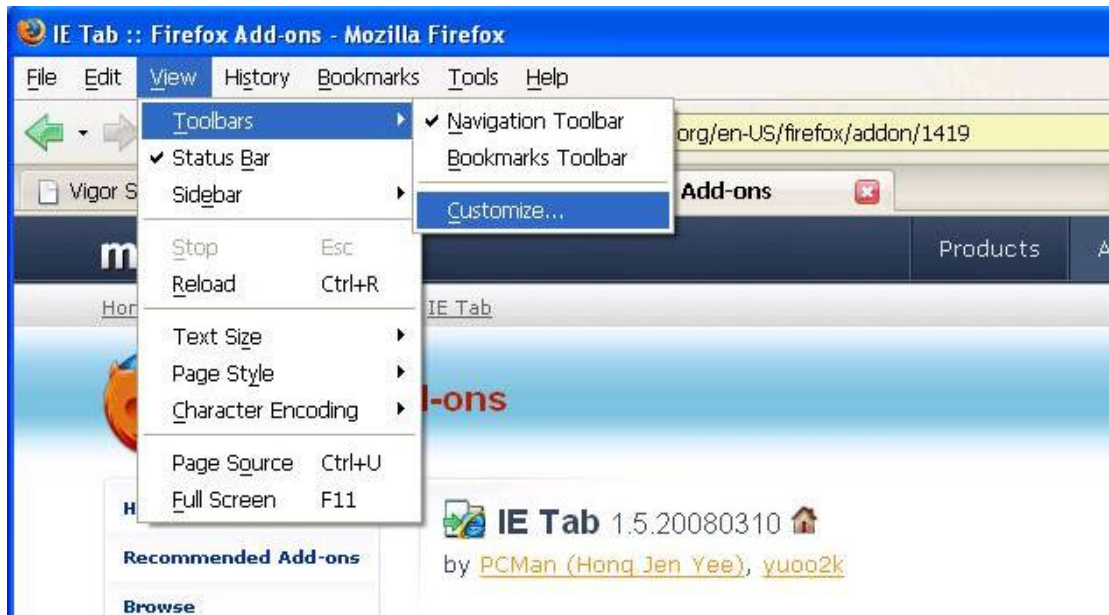 IE Tab :: Firefox Add-ons - Mozilla Firefox
File Edit View History Bookmarks Tools Help
Toolbars
Navigation Toolbar
org/en-US/firefox/addon/1419
Status Bar
Bookmarks Toolbar
Vigor S
Sidebar
Customize...
Add-ons
Stop Esc
m
Products A
Reload Ctrl+R
Hor
IE Tab
Text Size
Page Style
Character Encoding
-ons
Page Source Ctrl+U
Full Screen F11
H
IE Tab 1.5.20080310
Recommended Add-ons
by PCMan (Hong Jen Yee), yuoo2k
Browse